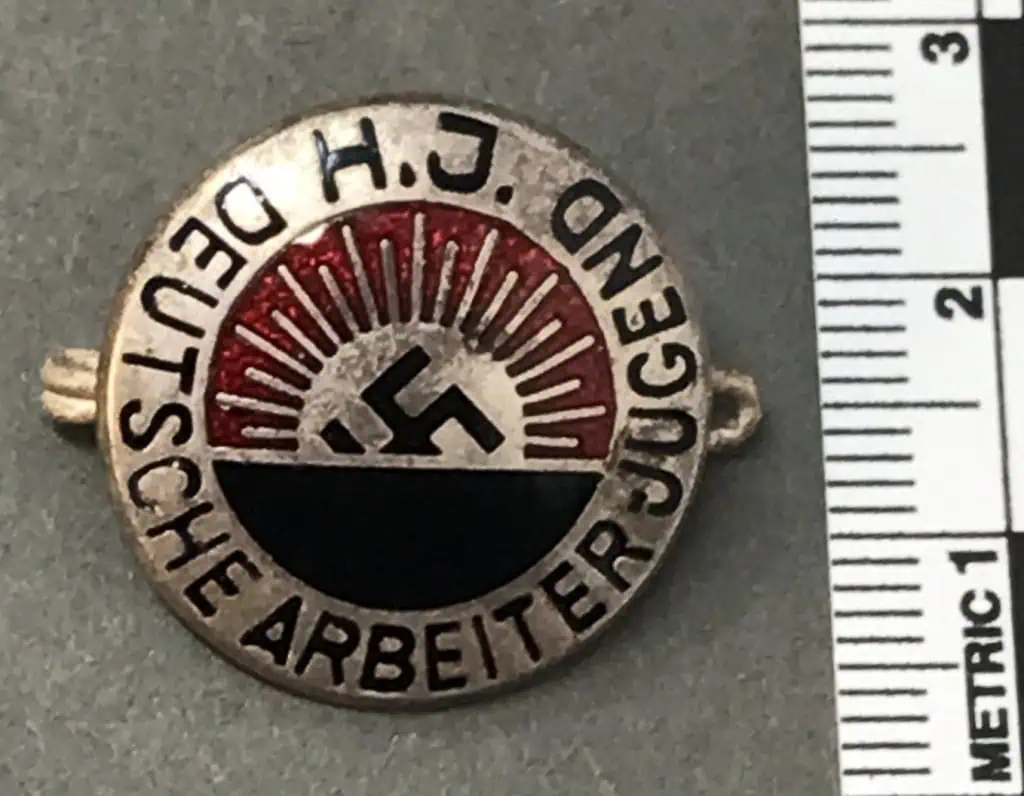 H.J.
DEUTSCHE ARBEITER-JUGEND
3
2
METRIC 1